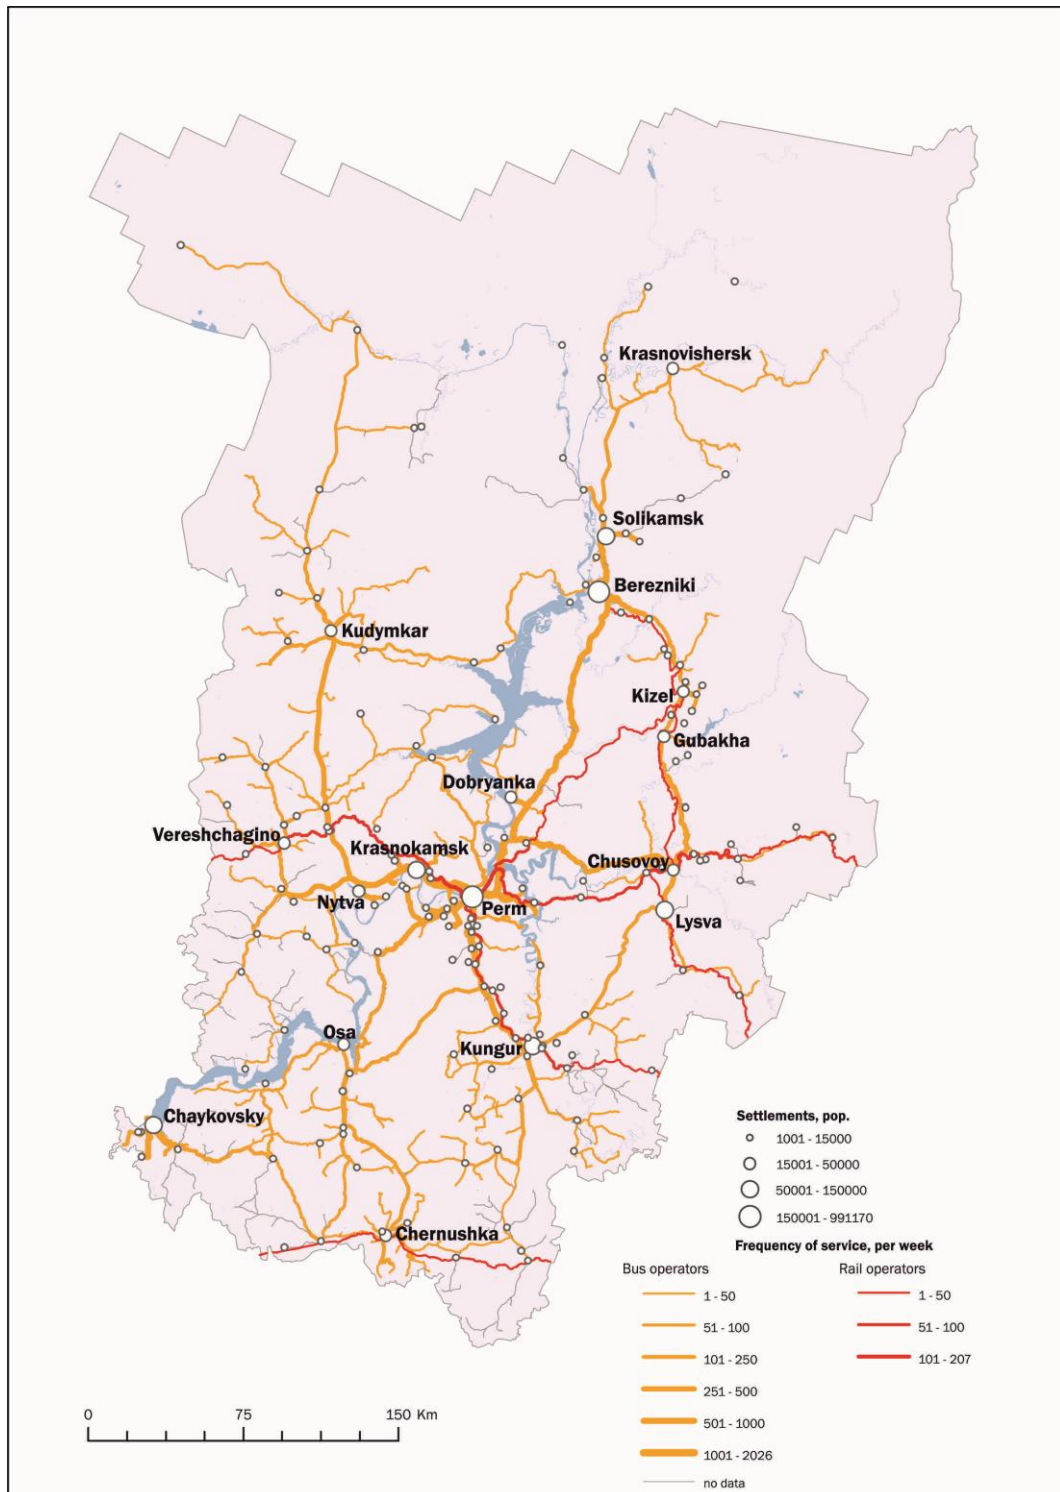 Krasnovishersk
Solikamsk
Berezniki
Kudymkar
Kizel
Gubakha
Dobryanka
Vereshchagino
Krasnokamsk
Chusovoy
Nytva
Perm
Lysva
Osa
Kungur
Chaykovsky
Chernushka
Settlements, pop.
1001 - 15000
15001 - 50000
50001 - 150000
150001 - 991170
Frequency of service, per week
Bus operators
1 - 50
51 - 100
101 - 250
251 - 500
501 - 1000
1001 - 2026
no data
Rail operators
1 - 50
51 - 100
101 - 207
0 75 150 Km